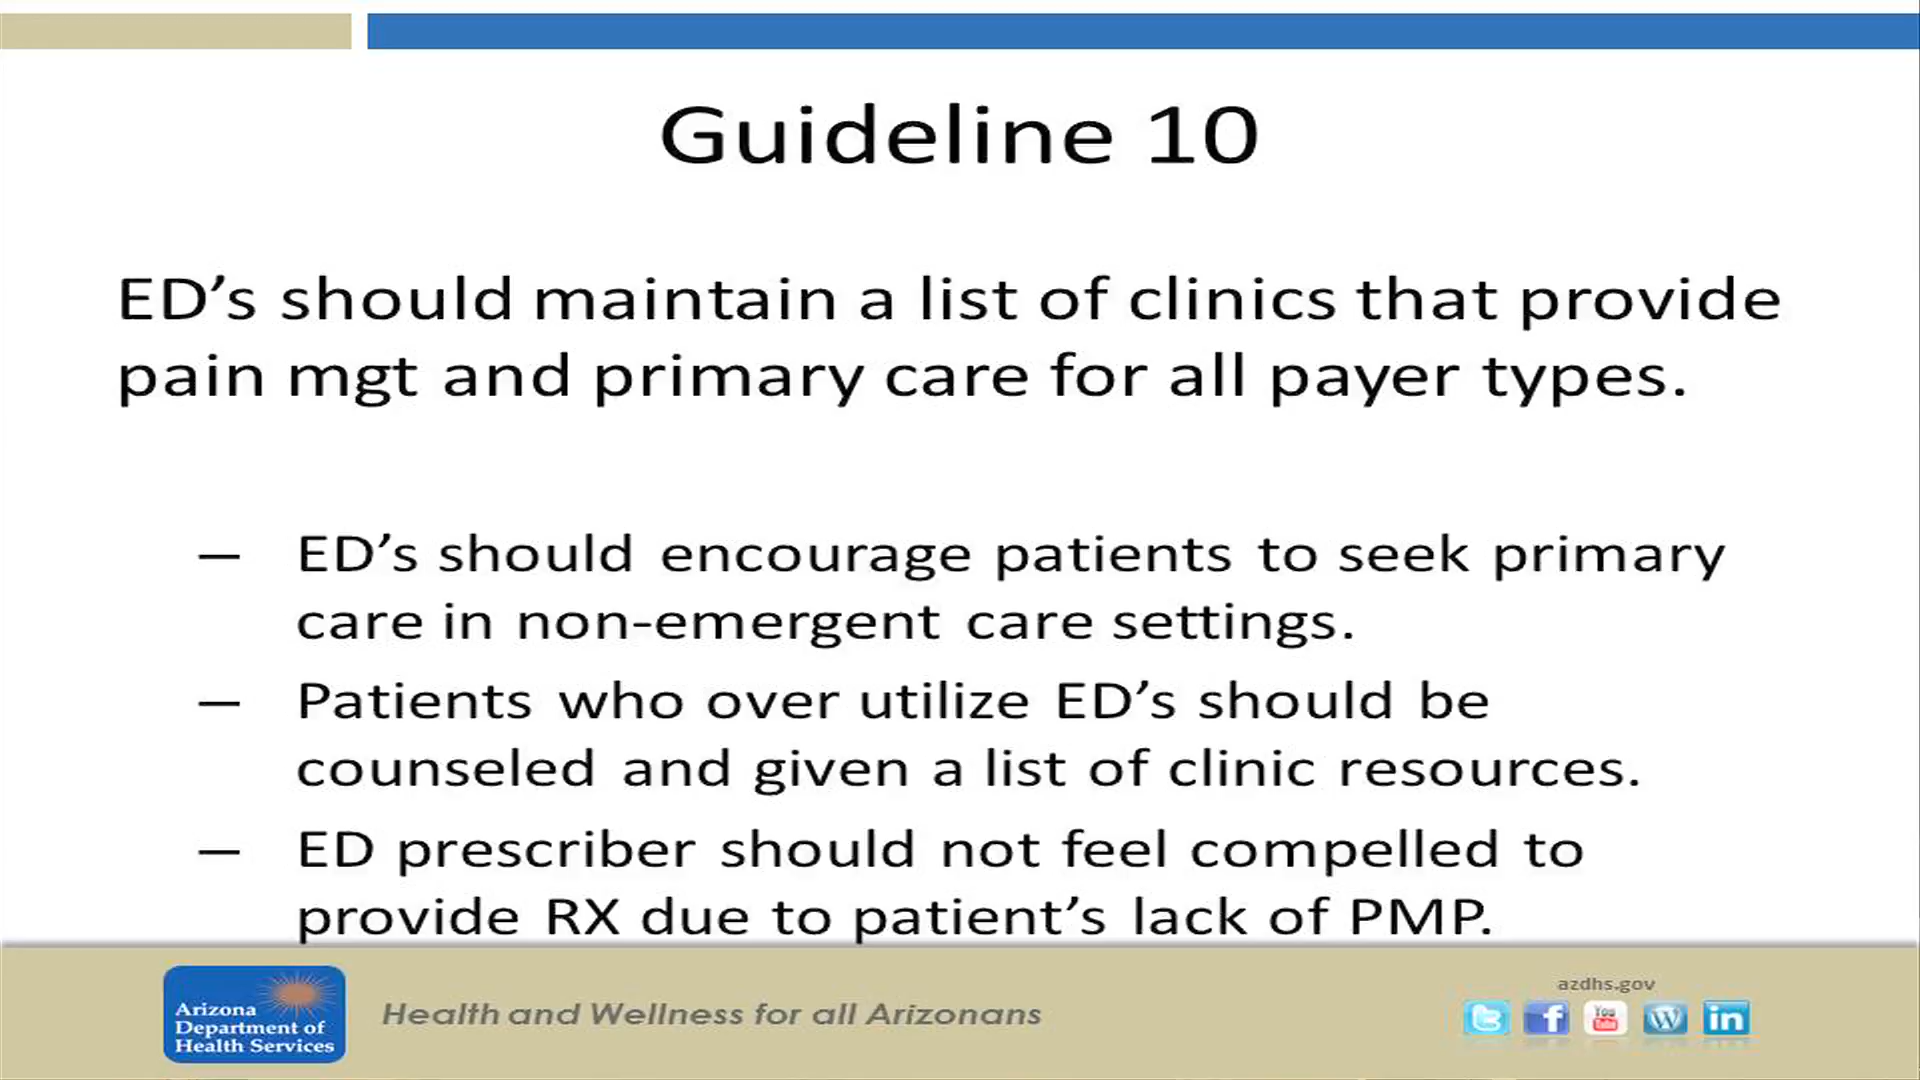 Guideline 10
ED’s should maintain a list of clinics that provide
pain mgt and primary care for all payer types.
– ED’s should encourage patients to seek primary
care in non-emergent care settings.
– Patients who over utilize ED’s should be
counseled and given a list of clinic resources.
– ED prescriber should not feel compelled to
provide RX due to patient’s lack of PMP.
Arizona
Department of
Health Services
Health and Wellness for all Arizonans
azdhs.gov
You
Tube